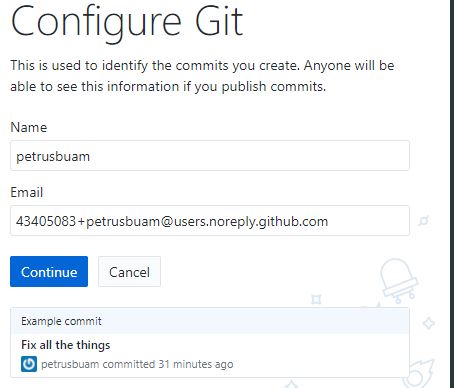 Configure Git
This is used to identify the commits you create. Anyone will be
able to see this information if you publish commits.
Name
petrusbuam
Email
43405083+petrusbuam@users.noreply.github.com
Continue Cancel
Example commit
Fix all the things
petrusbuam committed 31 minutes ago